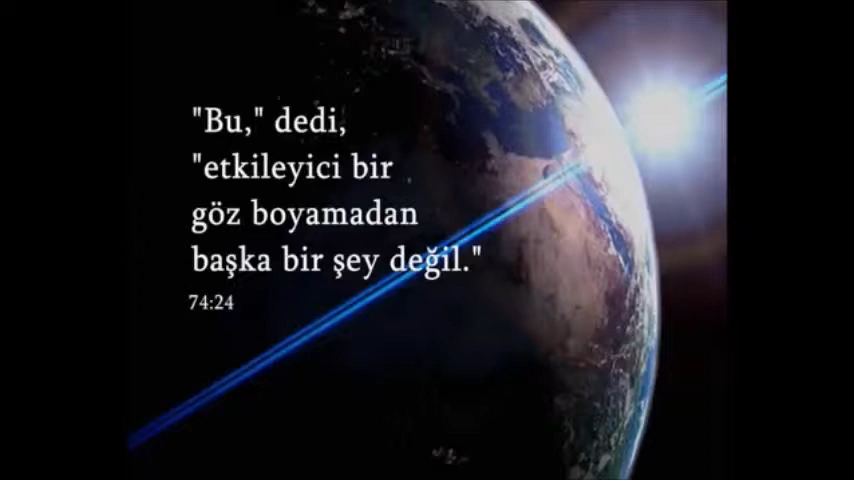 "Bu," dedi,
"etkileyici bir
göz boyamadan
başka bir şey değil."
74:24